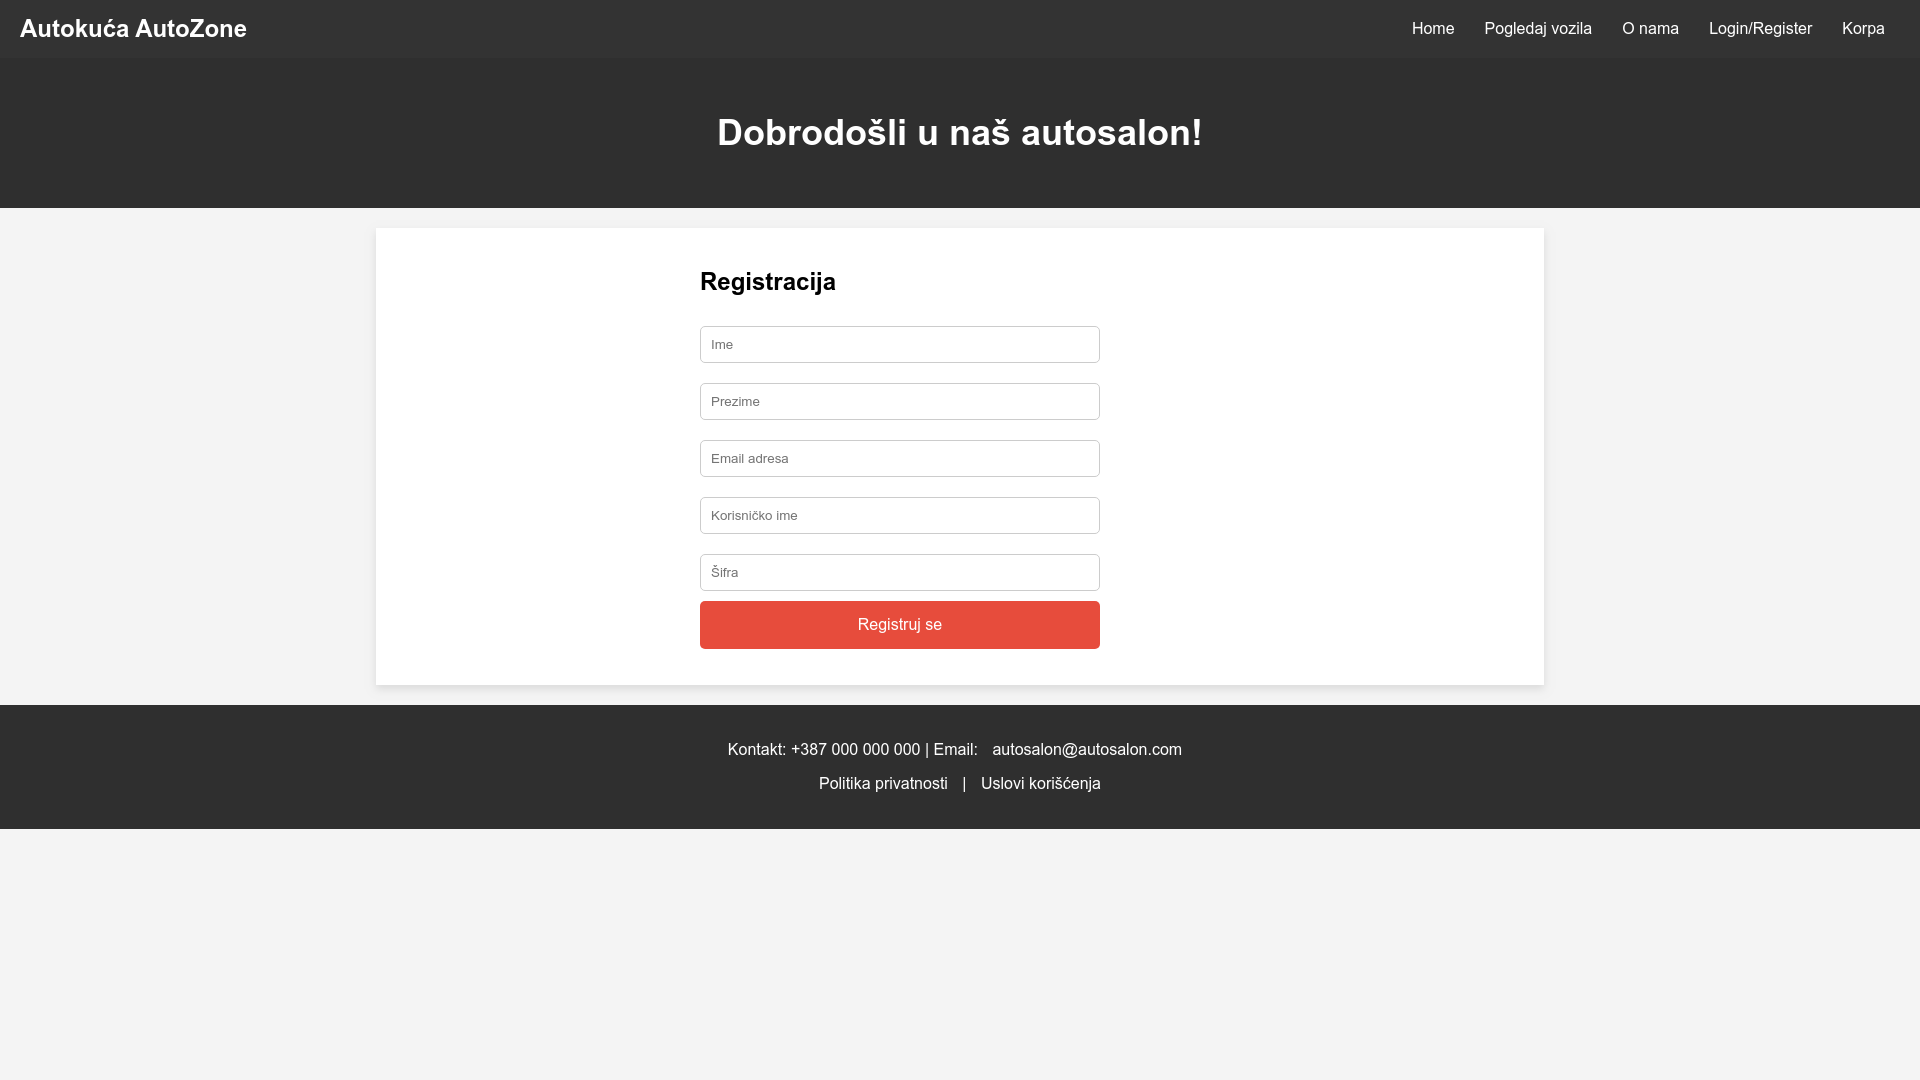 Autokuća AutoZone
Home Pogledaj vozila O nama Login/Register Korpa
Dobrodošli u naš autosalon!
Registracija
Ime
Prezime
Email adresa
Korisničko ime
Šifra
Registruj se
Kontakt: +387 000 000 000 | Email: autosalon@autosalon.com
Politika privatnosti | Uslovi korišćenja